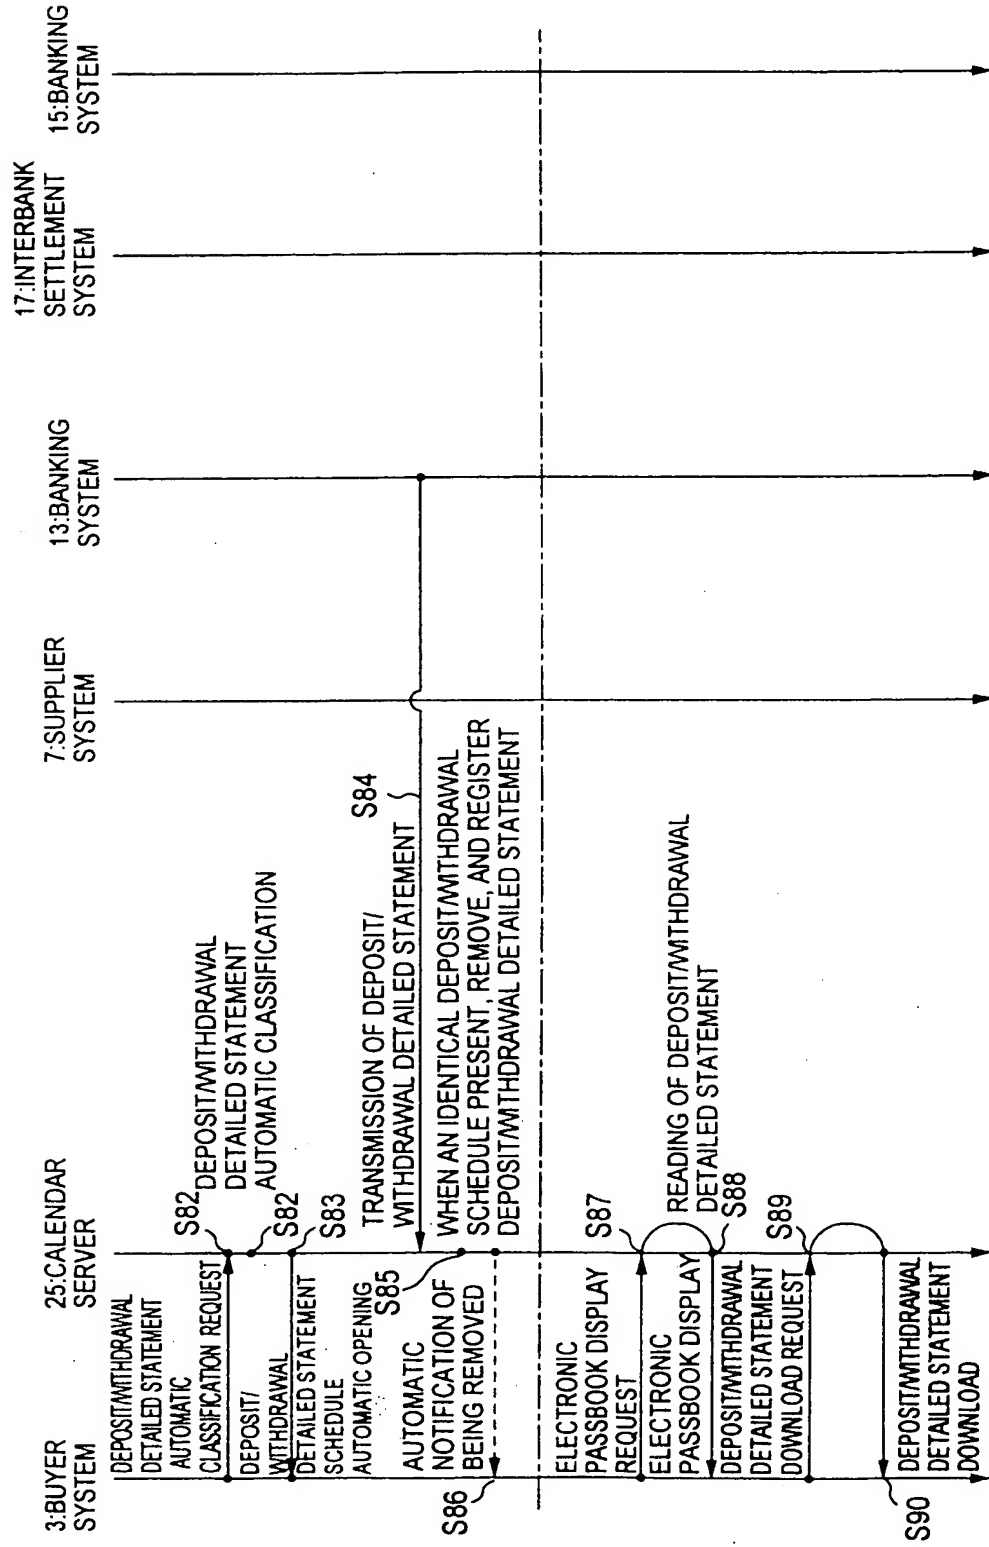 3:BUYER
SYSTEM
25:CALENDAR
SERVER
7:SUPPLIER
SYSTEM
13:BANKING
SYSTEM
17:INTERBANK
SETTLEMENT
SYSTEM
15:BANKING
SYSTEM
DEPOSIT/WITHDRAWAL
DETAILED STATEMENT
AUTOMATIC
CLASSIFICATION REQUEST
S82
DEPOSIT/WITHDRAWAL
DETAILED STATEMENT
AUTOMATIC CLASSIFICATION
S82
DEPOSIT/
WITHDRAWAL
DETAILED STATEMENT
SCHEDULE
AUTOMATIC OPENING
S83
TRANSMISSION OF DEPOSIT/
WITHDRAWAL DETAILED STATEMENT
S84
S85
WHEN AN IDENTICAL DEPOSIT/WITHDRAWAL
SCHEDULE PRESENT, REMOVE, AND REGISTER
DEPOSIT/WITHDRAWAL DETAILED STATEMENT
AUTOMATIC
NOTIFICATION OF
BEING REMOVED
S86
ELECTRONIC
PASSBOOK DISPLAY
REQUEST
S87
READING OF DEPOSIT/WITHDRAWAL
DETAILED STATEMENT
ELECTRONIC
PASSBOOK DISPLAY
S88
DEPOSIT/WITHDRAWAL
DETAILED STATEMENT
DOWNLOAD REQUEST
S89
DEPOSIT/WITHDRAWAL
DETAILED STATEMENT
DOWNLOAD
S90